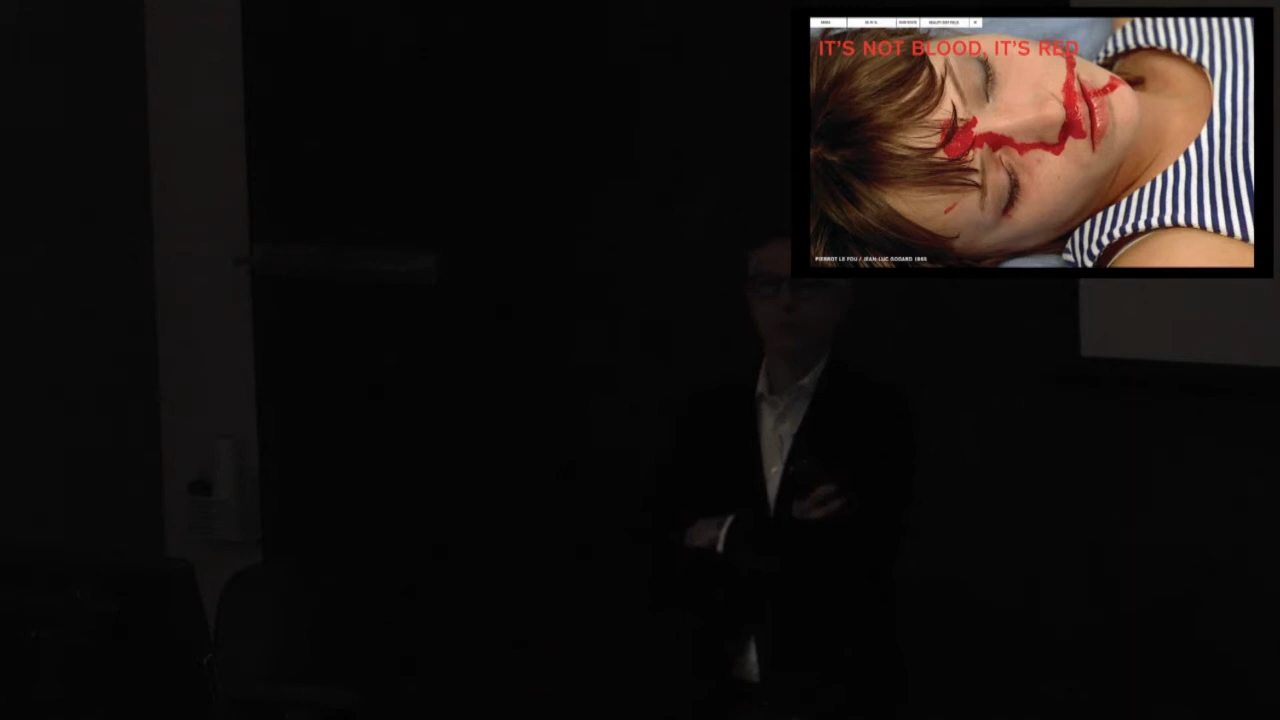 IT'S NOT BLOOD, IT'S RED
PIERROT LE FOU / JEAN-LUC GODARD 1965